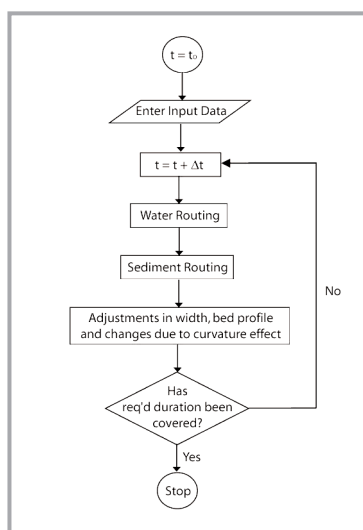 t = to
Enter Input Data
t = t + Δt
Water Routing
Sediment Routing
Adjustments in width, bed profile
and changes due to curvature effect
Has
req'd duration been
covered?
No
Yes
Stop